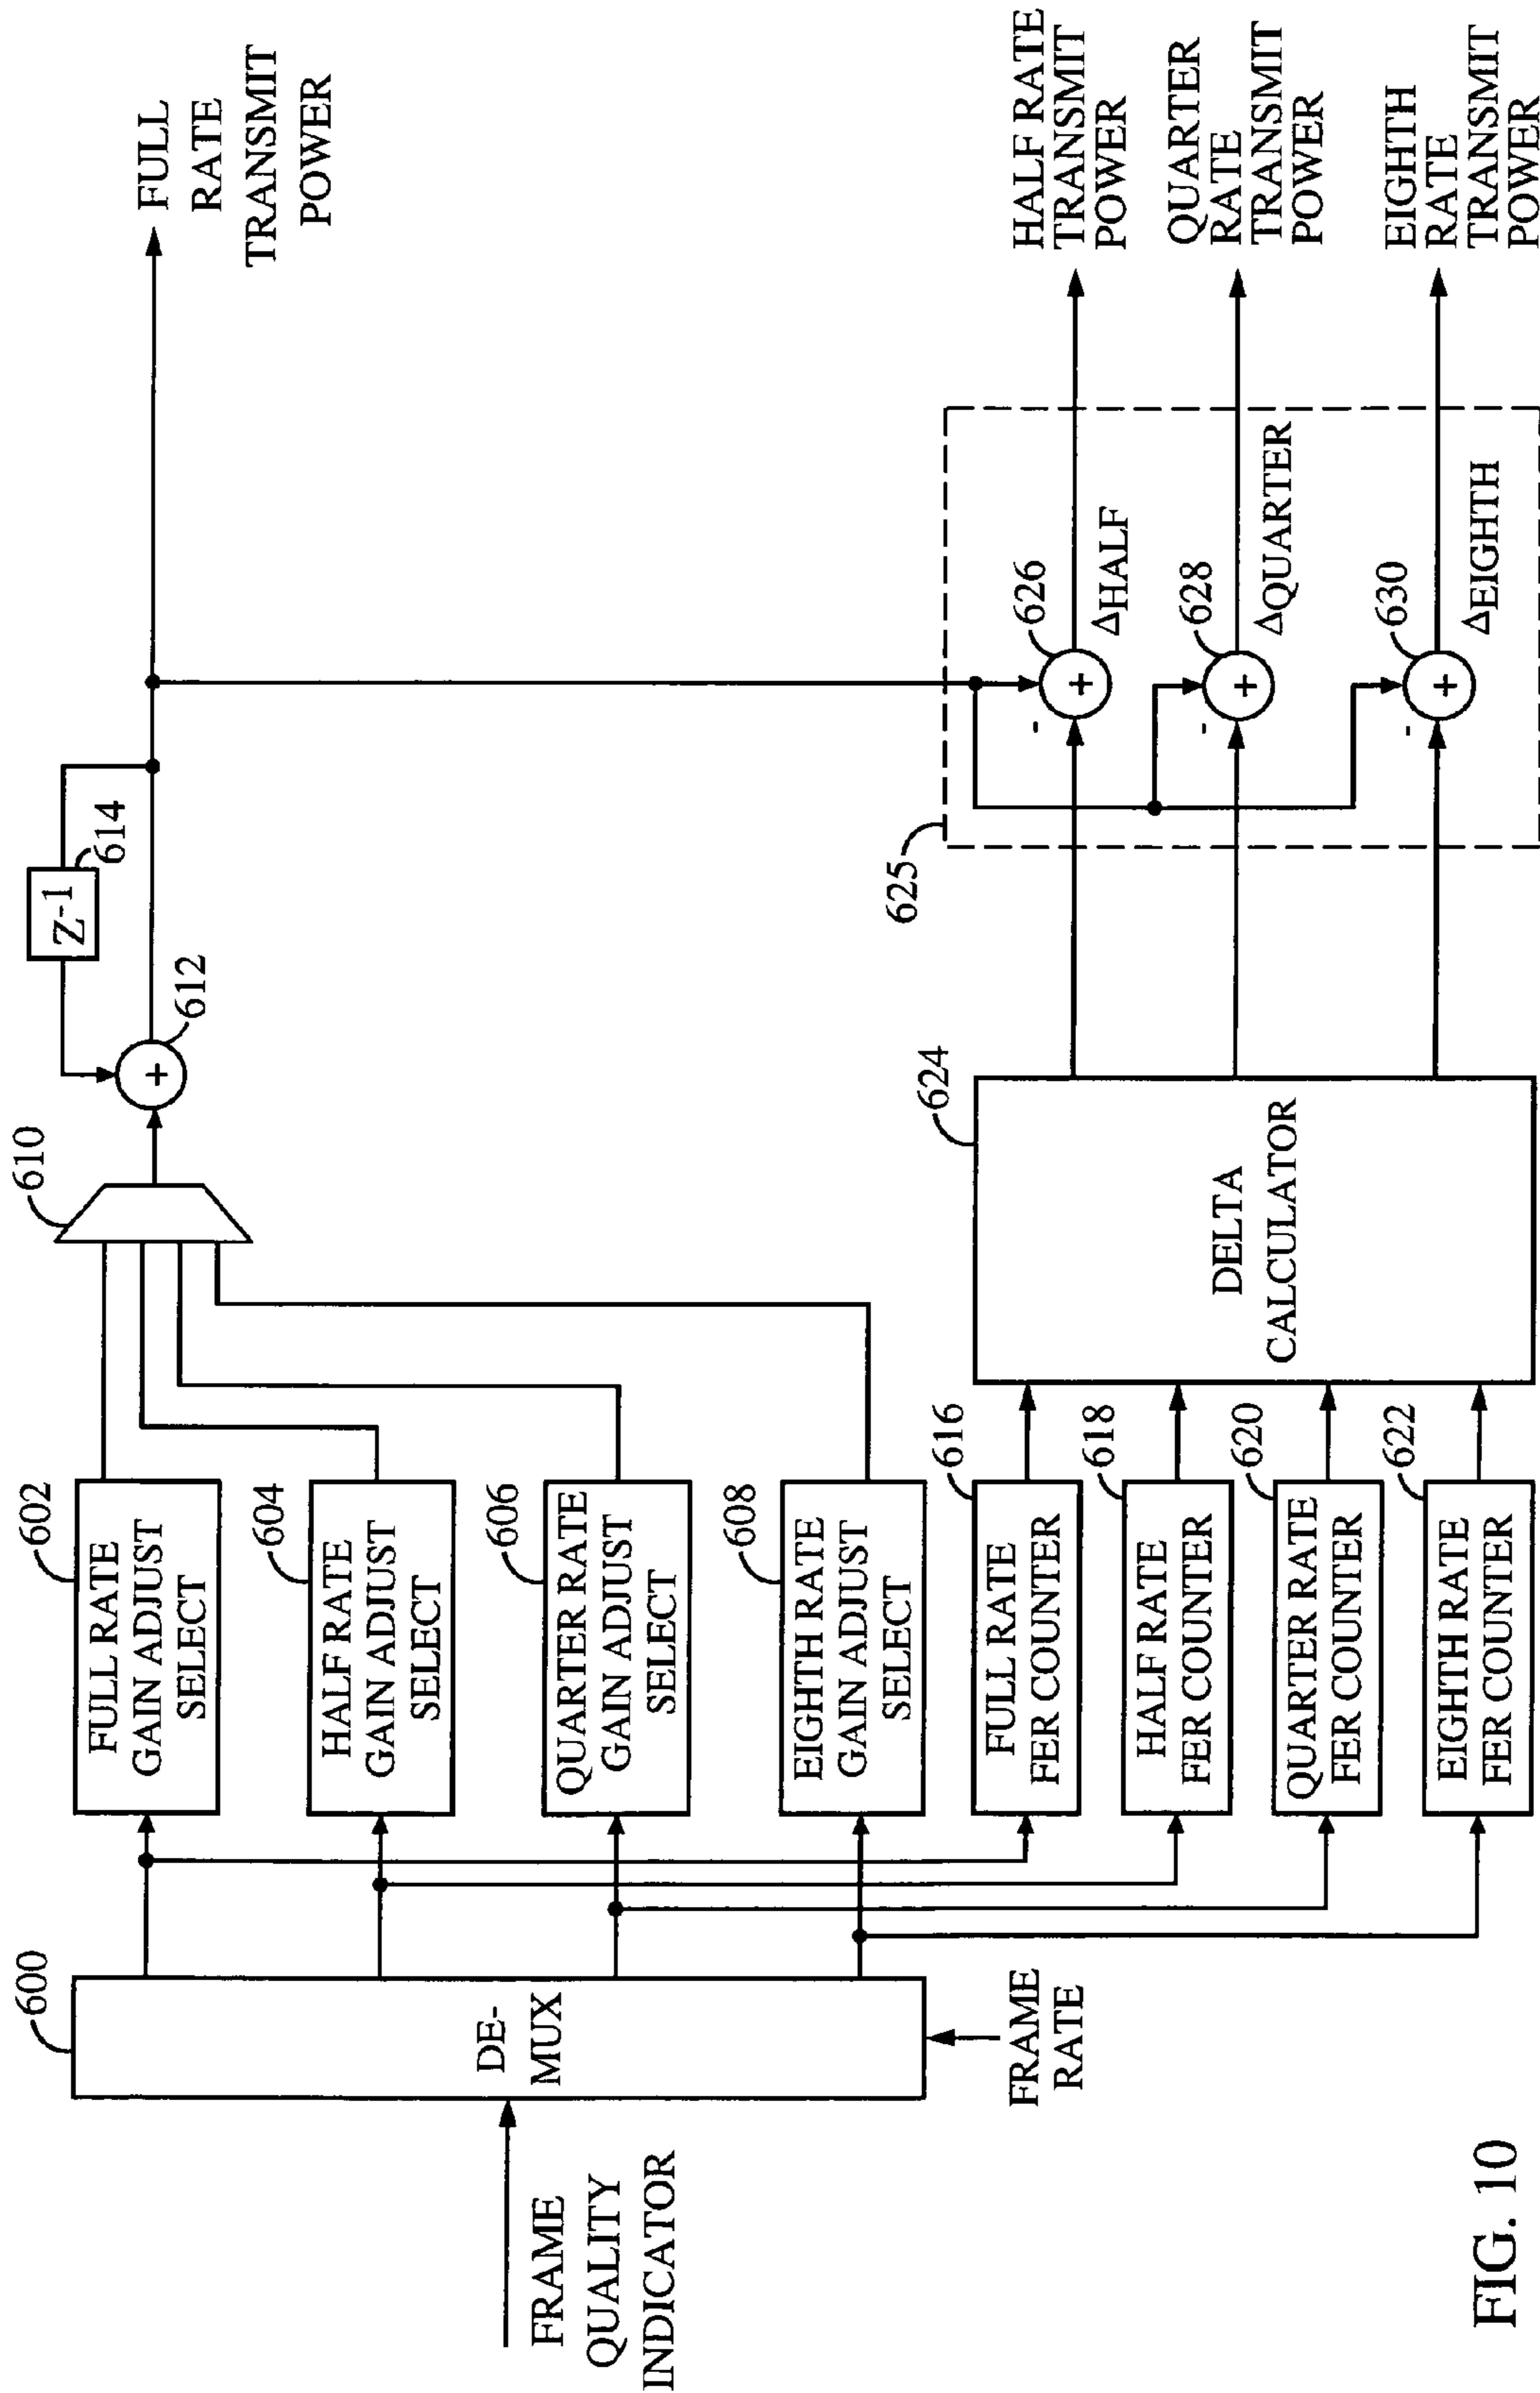 FRAME
QUALITY
INDICATOR
600
DE-
MUX
FRAME
RATE
602
FULL RATE
GAIN ADJUST
SELECT
604
HALF RATE
GAIN ADJUST
SELECT
606
QUARTER RATE
GAIN ADJUST
SELECT
608
EIGHTH RATE
GAIN ADJUST
SELECT
616
FULL RATE
FER COUNTER
618
HALF RATE
FER COUNTER
620
QUARTER RATE
FER COUNTER
622
EIGHTH RATE
FER COUNTER
610
612
+
Z-1
614
FULL
RATE
TRANSMIT
POWER
624
DELTA
CALCULATOR
625
626
+
-
ΔHALF
HALF RATE
TRANSMIT
POWER
628
+
-
ΔQUARTER
QUARTER
RATE
TRANSMIT
POWER
630
+
-
ΔEIGHTH
EIGHTH
RATE
TRANSMIT
POWER
FIG. 10